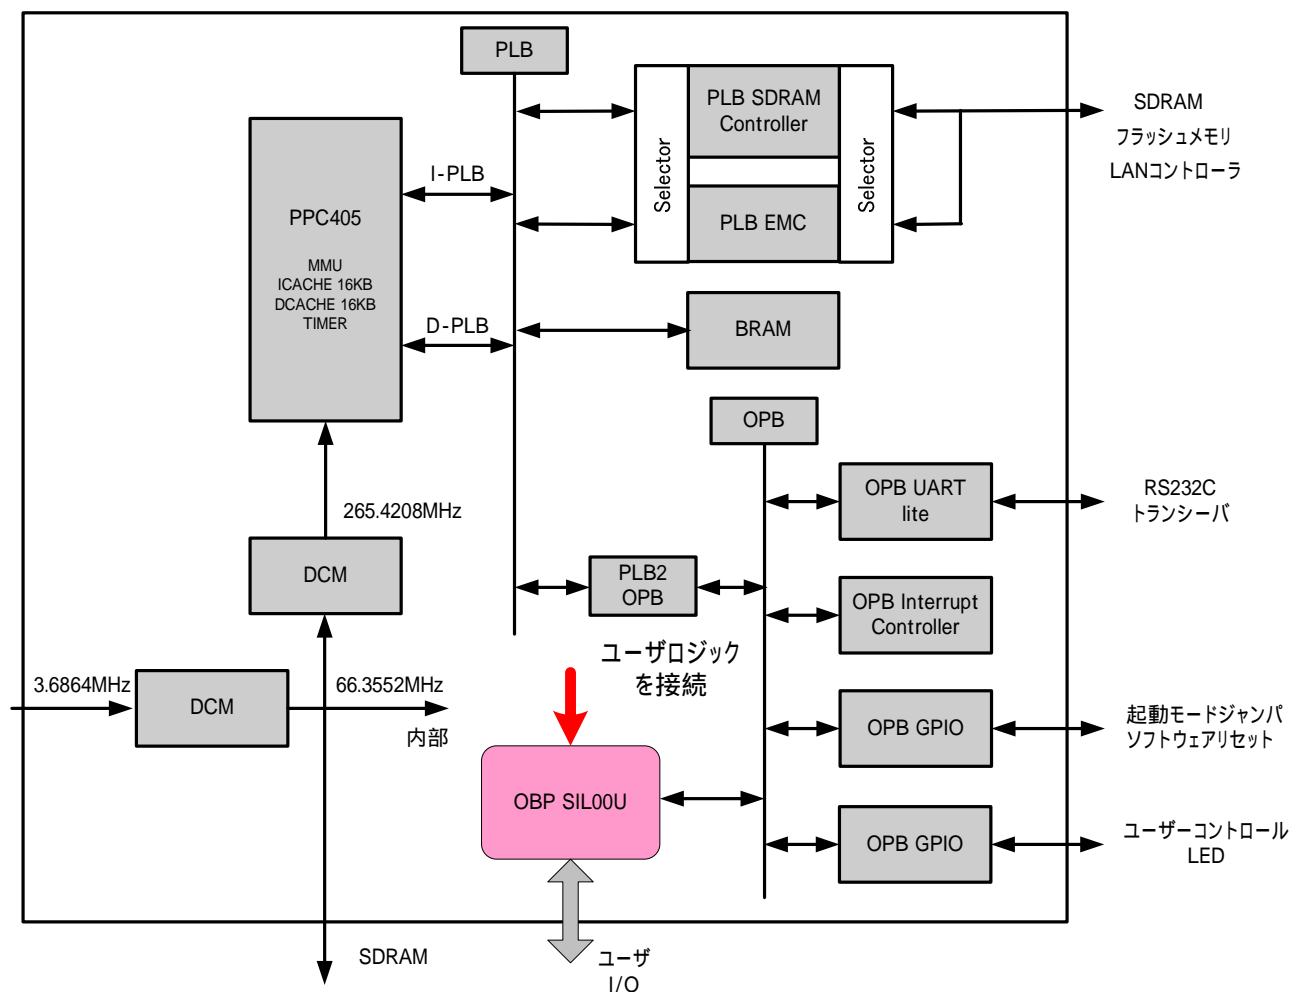 PLB
PLB SDRAM
Controller
Selector
Selector
PLB EMC
SDRAM
フラッシュメモリ
LANコントローラ
I-PLB
PPC405
MMU
ICACHE 16KB
DCACHE 16KB
TIMER
D-PLB
BRAM
OPB
265.4208MHz
OPB UART
lite
RS232C
トランシーバ
DCM
PLB2
OPB
OPB Interrupt
Controller
ユーザロジック
を接続
3.6864MHz
DCM
66.3552MHz
内部
OPB GPIO
起動モードジャンパ
ソフトウェアリセット
OBP SIL00U
OPB GPIO
ユーザーコントロール
LED
SDRAM
ユーザ
I/O